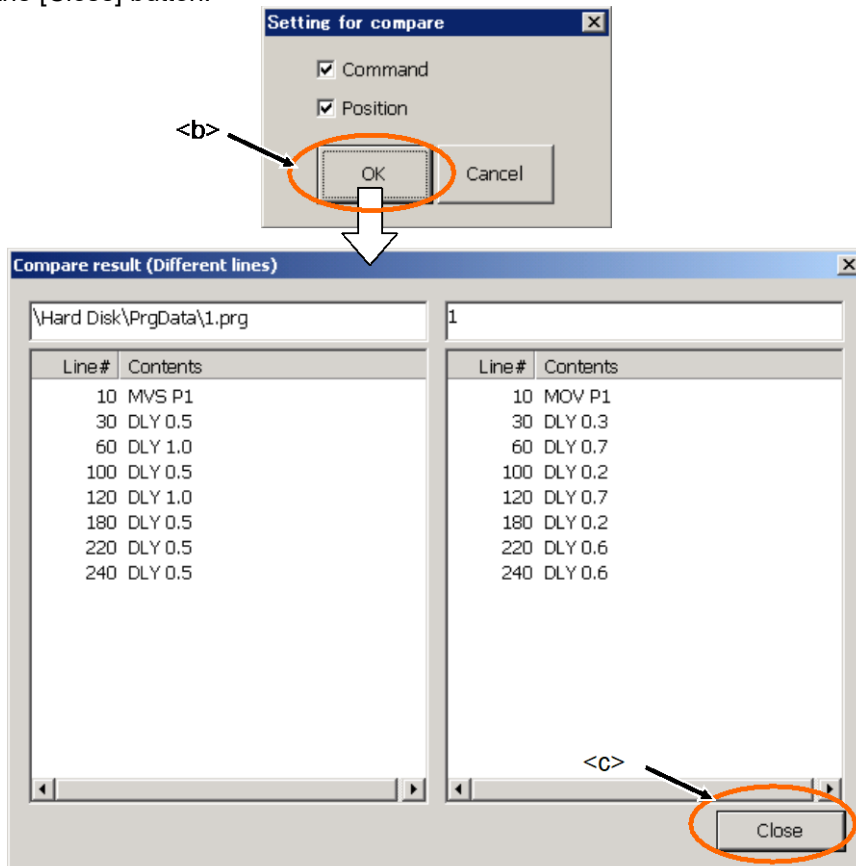 the [Close] button.
Setting for compare
Command
Position
<b>
OK
Cancel
Compare result (Different lines)
\Hard Disk\PrgData\1.prg
1
Line# Contents
10 MVS P1
30 DLY 0.5
60 DLY 1.0
100 DLY 0.5
120 DLY 1.0
180 DLY 0.5
220 DLY 0.5
240 DLY 0.5
Line# Contents
10 MOV P1
30 DLY 0.3
60 DLY 0.7
100 DLY 0.2
120 DLY 0.7
180 DLY 0.2
220 DLY 0.6
240 DLY 0.6
<c>
Close